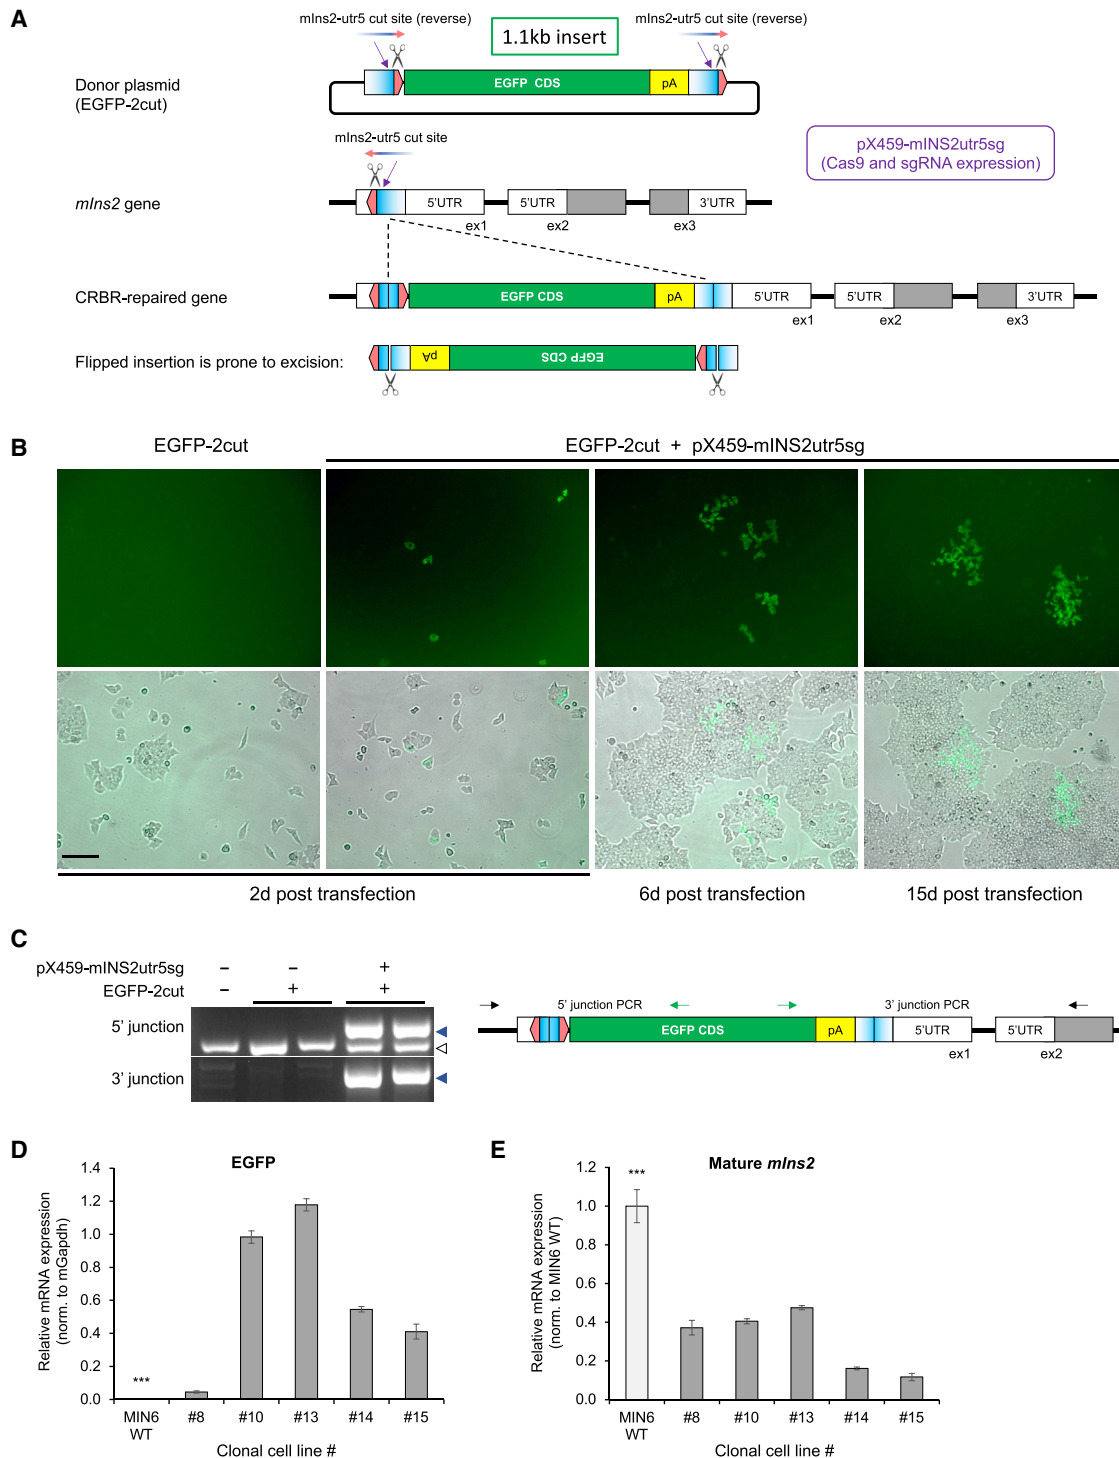 A
mIns2-utr5 cut site (reverse)
1.1kb insert
mIns2-utr5 cut site (reverse)
Donor plasmid
(EGFP-2cut)
EGFP CDS
pA
mIns2-utr5 cut site
pX459-mINS2utr5sg
(Cas9 and sgRNA expression)
mIns2 gene
5'UTR
5'UTR
3'UTR
ex1
ex2
ex3
CRBR-repaired gene
EGFP CDS
pA
5'UTR
5'UTR
3'UTR
ex1
ex2
ex3
Flipped insertion is prone to excision:
pA
EGFP CDS
B
EGFP-2cut
EGFP-2cut + pX459-mINS2utr5sg
2d post transfection
6d post transfection
15d post transfection
C
pX459-mINS2utr5sg
– – +
EGFP-2cut
– + +
5' junction
3' junction
5' junction PCR
3' junction PCR
EGFP CDS
pA
5'UTR
5'UTR
ex1
ex2
D
EGFP
Relative mRNA expression
(norm. to mGapdh)
1.4
1.2
1.0
0.8
0.6
0.4
0.2
0.0
***
MIN6
WT
#8
#10
#13
#14
#15
Clonal cell line #
E
Mature mIns2
Relative mRNA expression
(norm. to MIN6 WT)
1.2
1.0
0.8
0.6
0.4
0.2
0.0
***
MIN6
WT
#8
#10
#13
#14
#15
Clonal cell line #